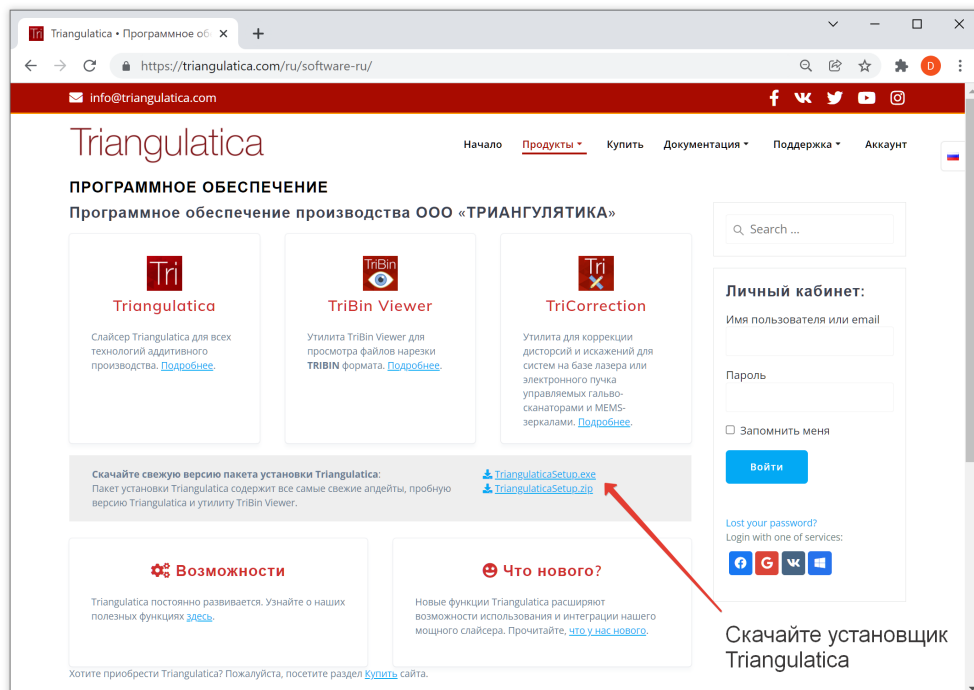 Tri
Triangulatica • Программное об
https://triangulatica.com/ru/software-ru/
D
info@triangulatica.com
Triangulatica
Начало
Продукты
Купить
Документация
Поддержка
Аккаунт
ПРОГРАММНОЕ ОБЕСПЕЧЕНИЕ
Программное обеспечение производства ООО «ТРИАНГУЛЯТИКА»
Tri
Triangulatica
Слайсер Triangulatica для всех
технологий аддитивного
производства. Подробнее.
TriBin
TriBin Viewer
Утилита TriBin Viewer для
просмотра файлов нарезки
TRIBIN формата. Подробнее.
Tri
TriCorrection
Утилита для коррекции
дисторсий и искажений для
систем на базе лазера или
электронного пучка
управляемых гальво-
сканаторами и MEMS-
зеркалами. Подробнее.
Search ...
Личный кабинет:
Имя пользователя или email
Пароль
Запомнить меня
Войти
Lost your password?
Login with one of services:
Скачайте свежую версию пакета установки Triangulatica:
Пакет установки Triangulatica содержит все самые свежие апдейты, пробную
версию Triangulatica и утилиту TriBin Viewer.
TriangulaticaSetup.exe
TriangulaticaSetup.zip
Возможности
Triangulatica постоянно развивается. Узнайте о наших
полезных функциях здесь.
Что нового?
Новые функции Triangulatica расширяют
возможности использования и интеграции нашего
мощного слайсера. Прочитайте, что у нас нового.
Скачайте установщик
Triangulatica
Хотите приобрести Triangulatica? Пожалуйста, посетите раздел Купить сайта.